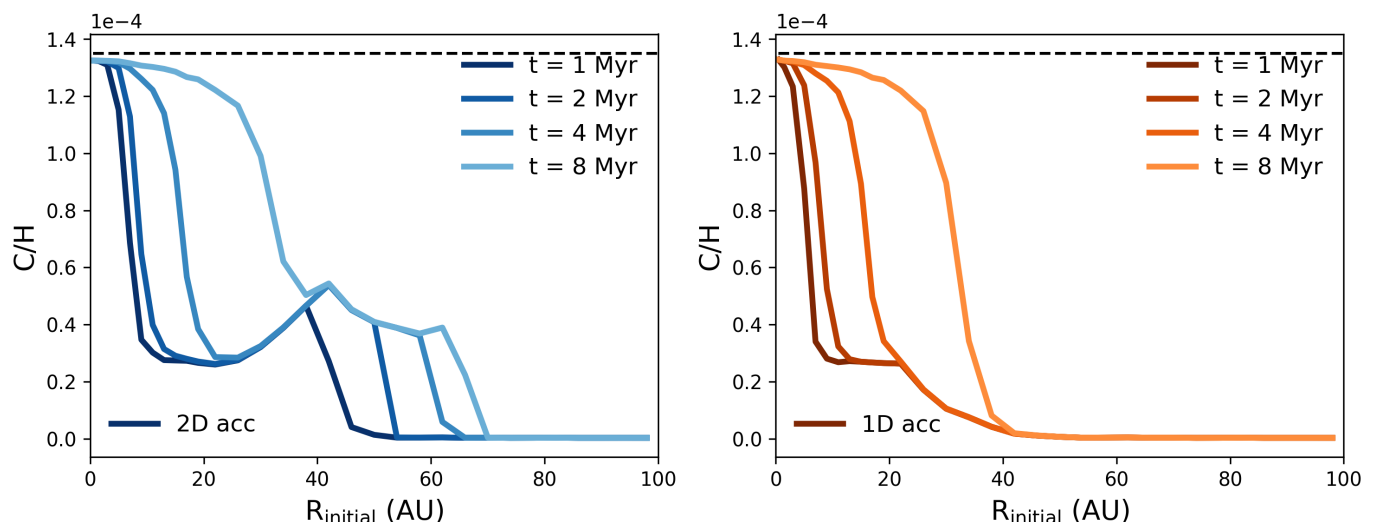 1e−4
1.4
1.2
1.0
0.8
0.6
0.4
0.2
0.0
C/H
t = 1 Myr
t = 2 Myr
t = 4 Myr
t = 8 Myr
2D acc
0 20 40 60 80 100
R_initial (AU)
1e−4
1.4
1.2
1.0
0.8
0.6
0.4
0.2
0.0
C/H
t = 1 Myr
t = 2 Myr
t = 4 Myr
t = 8 Myr
1D acc
0 20 40 60 80 100
R_initial (AU)